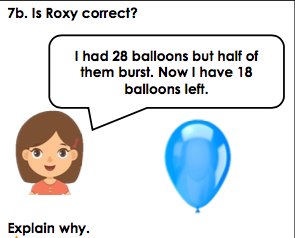 7b. Is Roxy correct?
I had 28 balloons but half of
them burst. Now I have 18
balloons left.
Explain why.